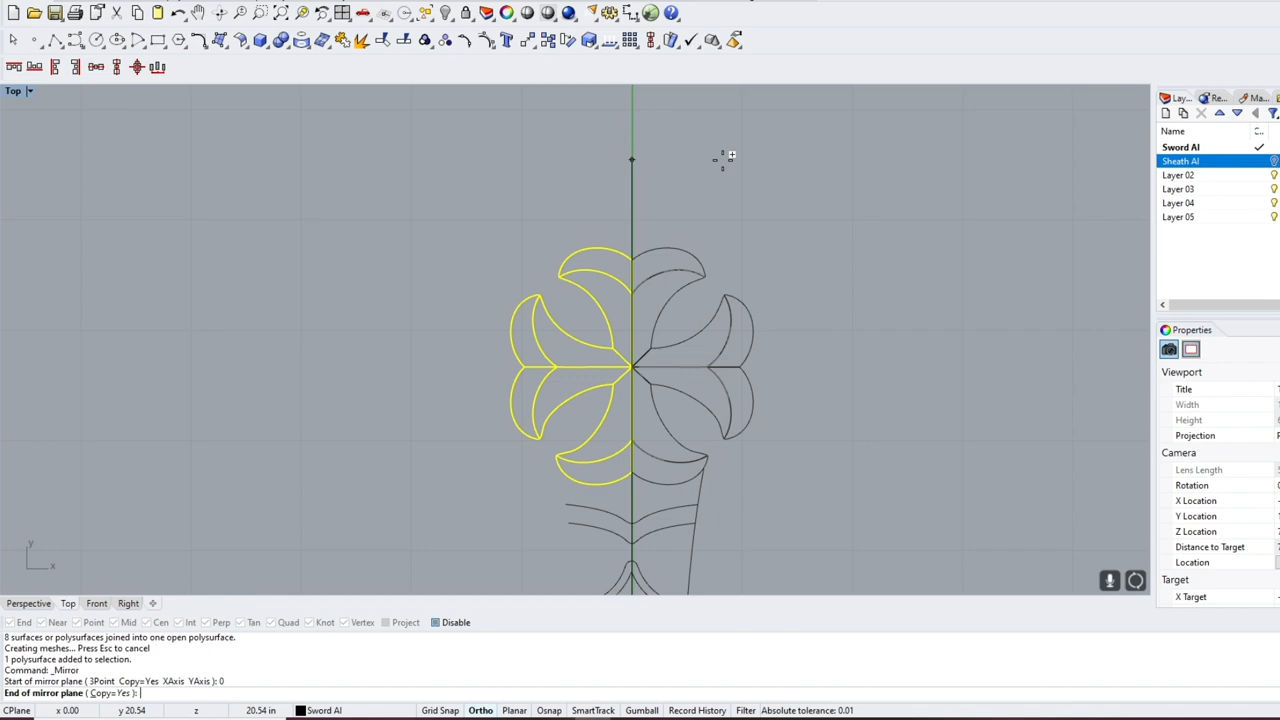 Top
Lay...
Re...
Ma...
Name
C...
Sword AI
Sheath AI
Layer 02
Layer 03
Layer 04
Layer 05
Properties
Viewport
Title
Width
Height
Projection
Camera
Lens Length
Rotation
X Location
Y Location
Z Location
Distance to Target
Location
Target
X Target
y
x
Perspective Top Front Right
End Near Point Mid Cen Int Perp Tan Quad Knot Vertex Project Disable
8 surfaces or polysurfaces joined into one open polysurface.
Creating meshes... Press Esc to cancel
1 polysurface added to selection.
Command: _Mirror
Start of mirror plane ( 3Point Copy=Yes XAxis YAxis ): 0
End of mirror plane ( Copy=Yes ):
CPlane x 0.00 y 20.54 z 20.54 in Sword AI Grid Snap Ortho Planar Osnap SmartTrack Gumball Record History Filter Absolute tolerance: 0.01